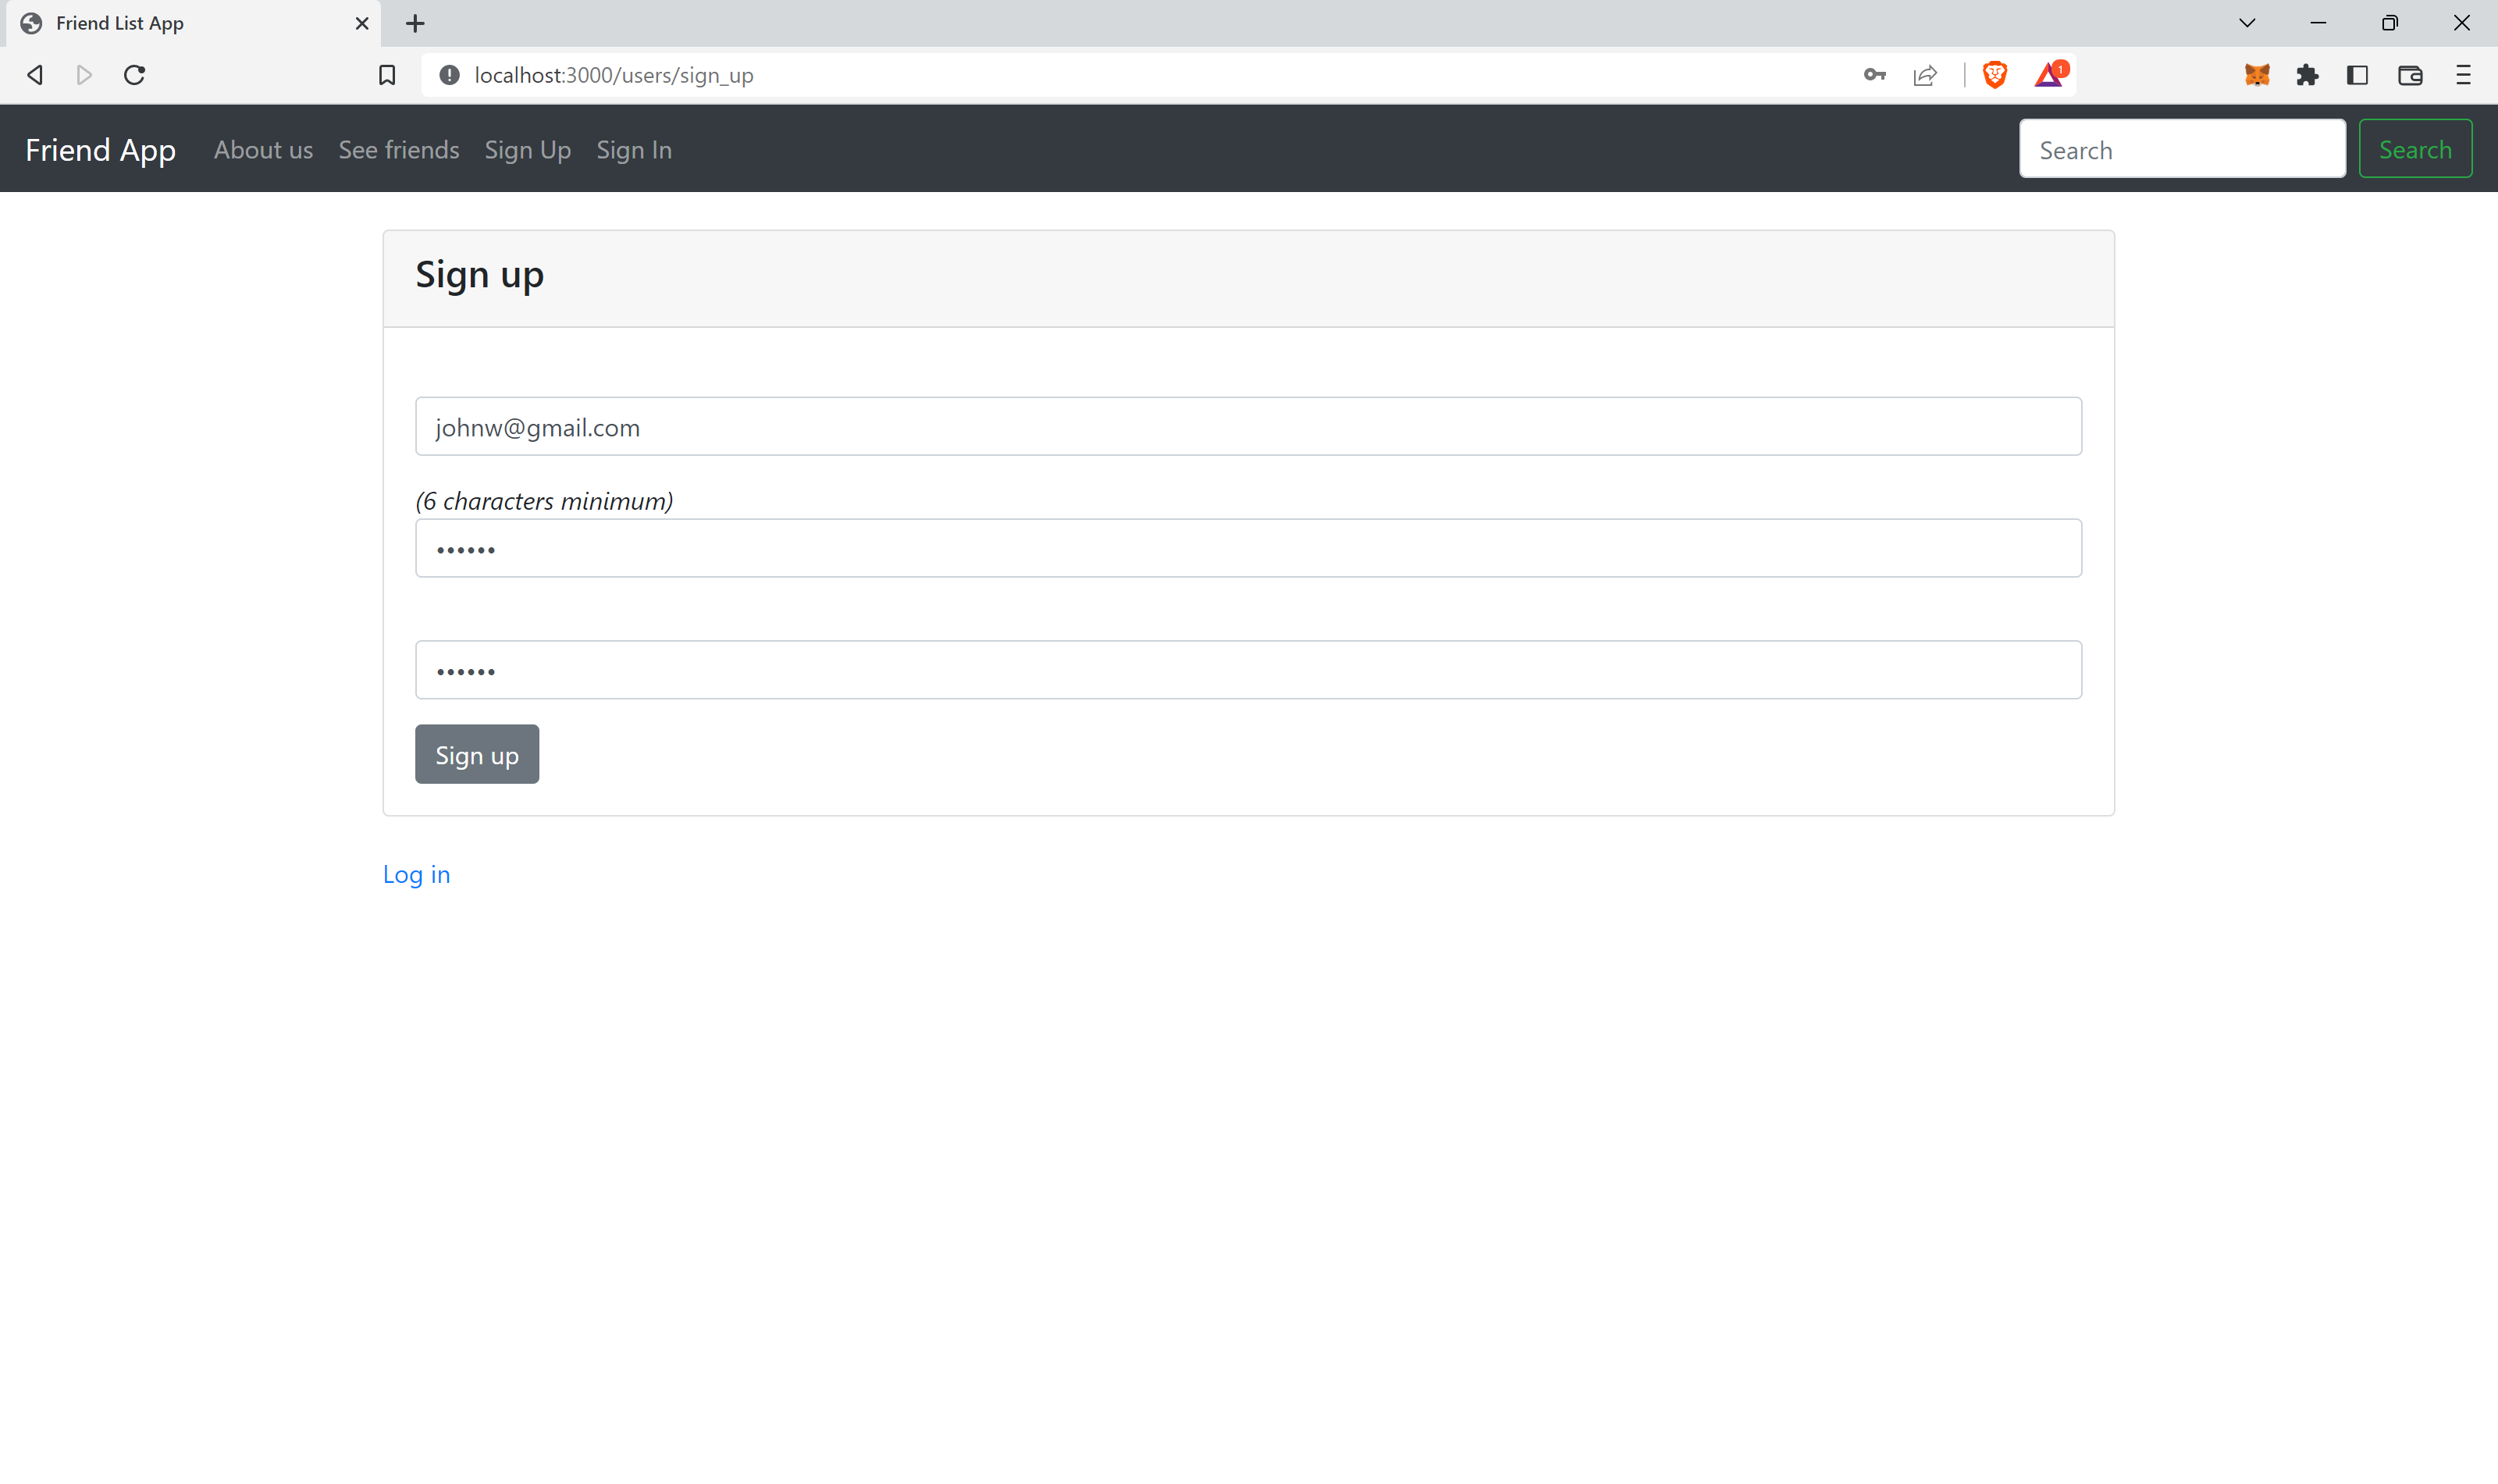 Friend List App
localhost:3000/users/sign_up
1
Friend App About us See friends Sign Up Sign In Search Search
Sign up
johnw@gmail.com
(6 characters minimum)
••••••
••••••
Sign up
Log in